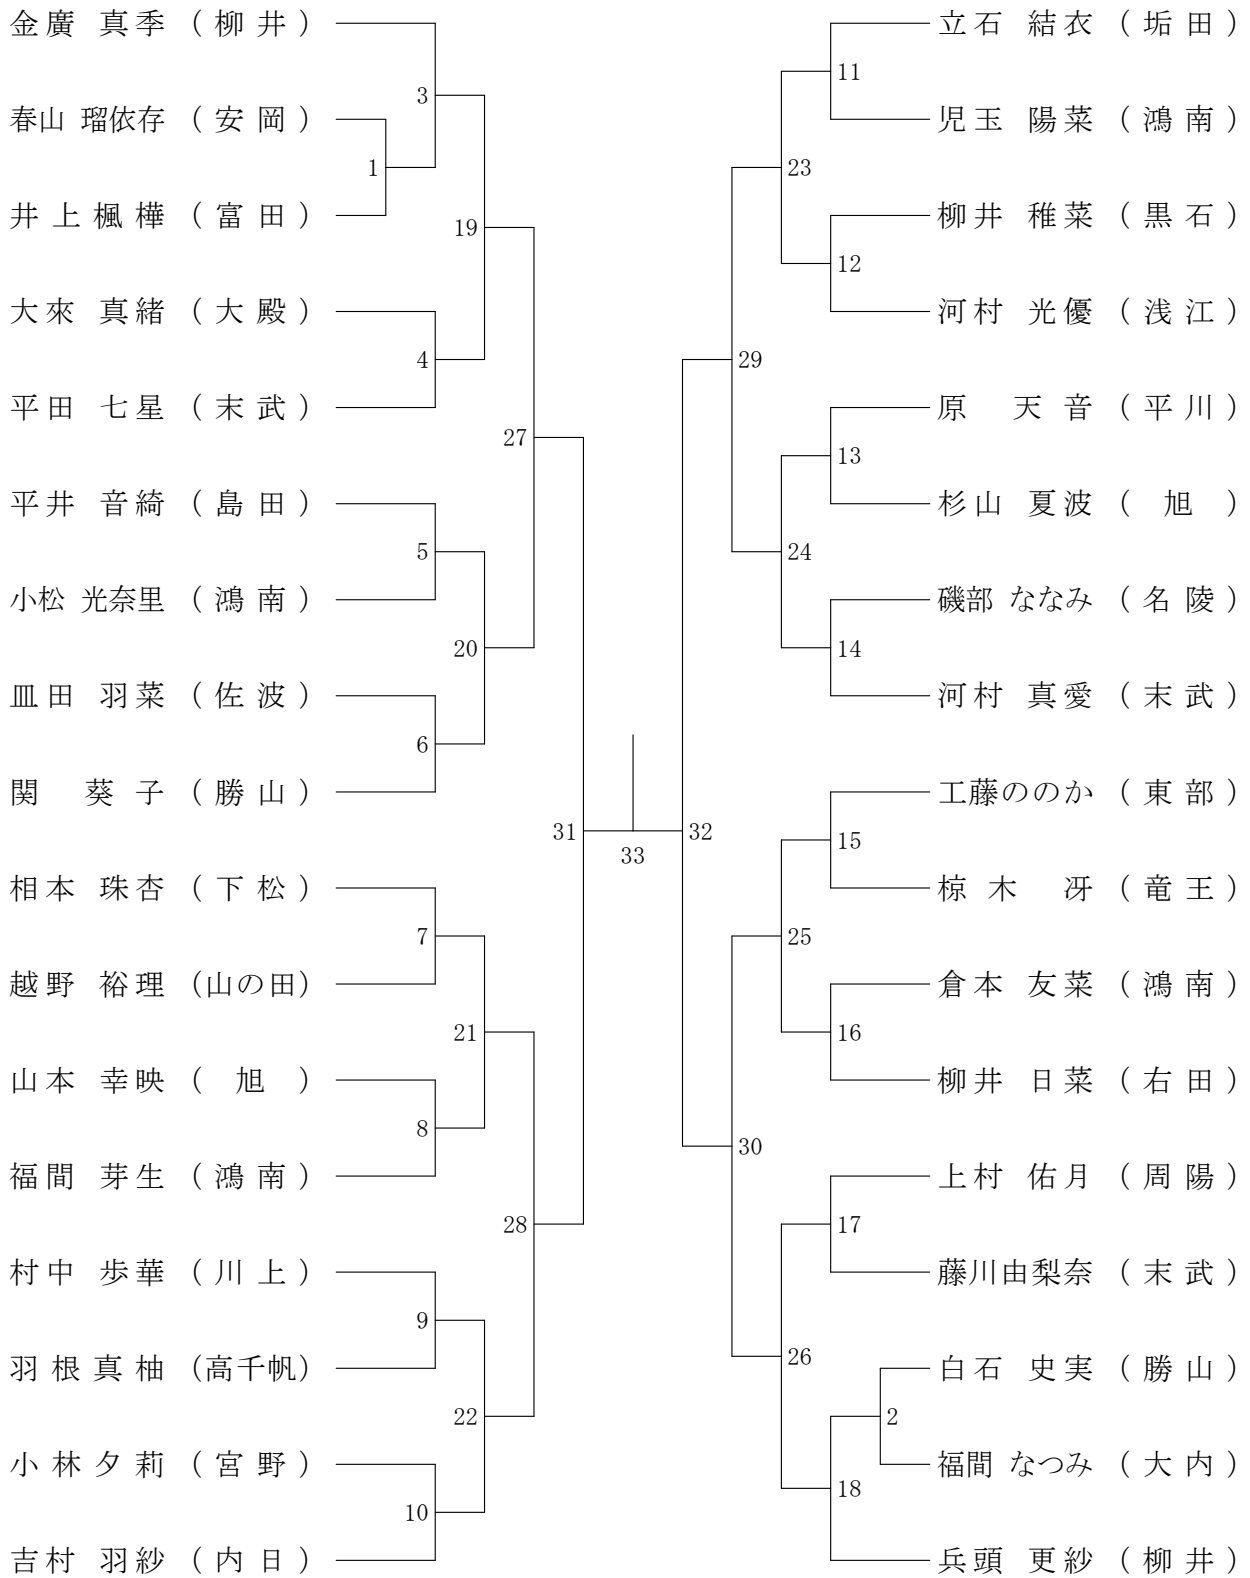 金廣 真季 (柳井)
3
春山 瑠依存 (安岡)
1
井上楓樺 (富田)
19
大來 真緒 (大殿)
4
平田 七星 (末武)
27
平井 音綺 (島田)
5
小松 光奈里 (鴻南)
20
皿田 羽菜 (佐波)
6
関 葵子 (勝山)
31
相本 珠杏 (下松)
7
越野 裕理 (山の田)
21
山本 幸映 (旭)
8
福間 芽生 (鴻南)
28
村中 歩華 (川上)
9
羽根真柚 (高千帆)
22
小林夕莉 (宮野)
10
吉村 羽紗 (内日)
33
立石 結衣 (垢田)
11
児玉 陽菜 (鴻南)
23
柳井 稚菜 (黒石)
12
河村 光優 (浅江)
29
原 天音 (平川)
13
杉山 夏波 (旭)
24
磯部 ななみ (名陵)
14
河村 真愛 (末武)
32
工藤ののか (東部)
15
椋木 冴 (竜王)
25
倉本 友菜 (鴻南)
16
柳井 日菜 (右田)
30
上村 佑月 (周陽)
17
藤川由梨奈 (末武)
26
白石 史実 (勝山)
2
福間 なつみ (大内)
18
兵頭 更紗 (柳井)